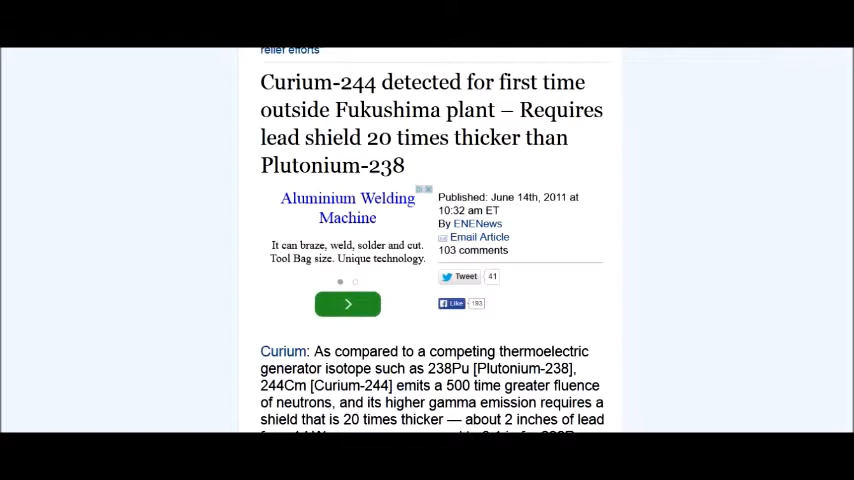 relief efforts
Curium-244 detected for first time
outside Fukushima plant – Requires
lead shield 20 times thicker than
Plutonium-238
Aluminium Welding
Machine
It can braze, weld, solder and cut.
Tool Bag size. Unique technology.
Published: June 14th, 2011 at
10:32 am ET
By ENENews
Email Article
103 comments
Tweet 41
Like 193
Curium: As compared to a competing thermoelectric
generator isotope such as 238Pu [Plutonium-238],
244Cm [Curium-244] emits a 500 time greater fluence
of neutrons, and its higher gamma emission requires a
shield that is 20 times thicker — about 2 inches of lead